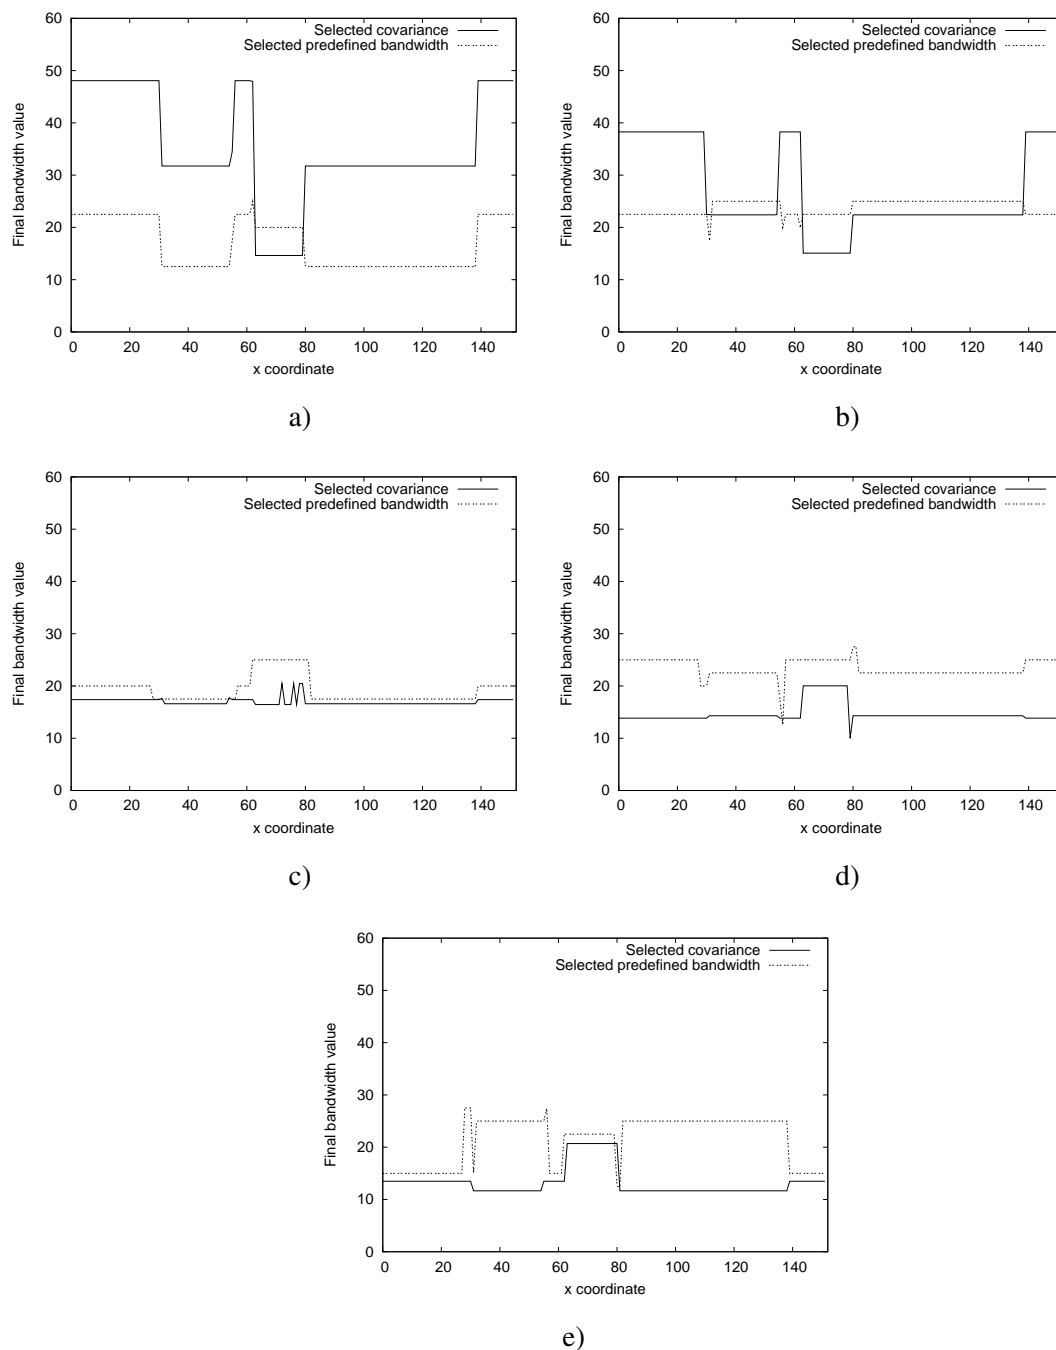 60
50
40
30
20
10
0
Final bandwidth value
Selected covariance
Selected predefined bandwidth
0 20 40 60 80 100 120 140
x coordinate
a)
60
50
40
30
20
10
0
Final bandwidth value
Selected covariance
Selected predefined bandwidth
0 20 40 60 80 100 120 140
x coordinate
b)
60
50
40
30
20
10
0
Final bandwidth value
Selected covariance
Selected predefined bandwidth
0 20 40 60 80 100 120 140
x coordinate
c)
60
50
40
30
20
10
0
Final bandwidth value
Selected covariance
Selected predefined bandwidth
0 20 40 60 80 100 120 140
x coordinate
d)
60
50
40
30
20
10
0
Final bandwidth value
Selected covariance
Selected predefined bandwidth
0 20 40 60 80 100 120 140
x coordinate
e)